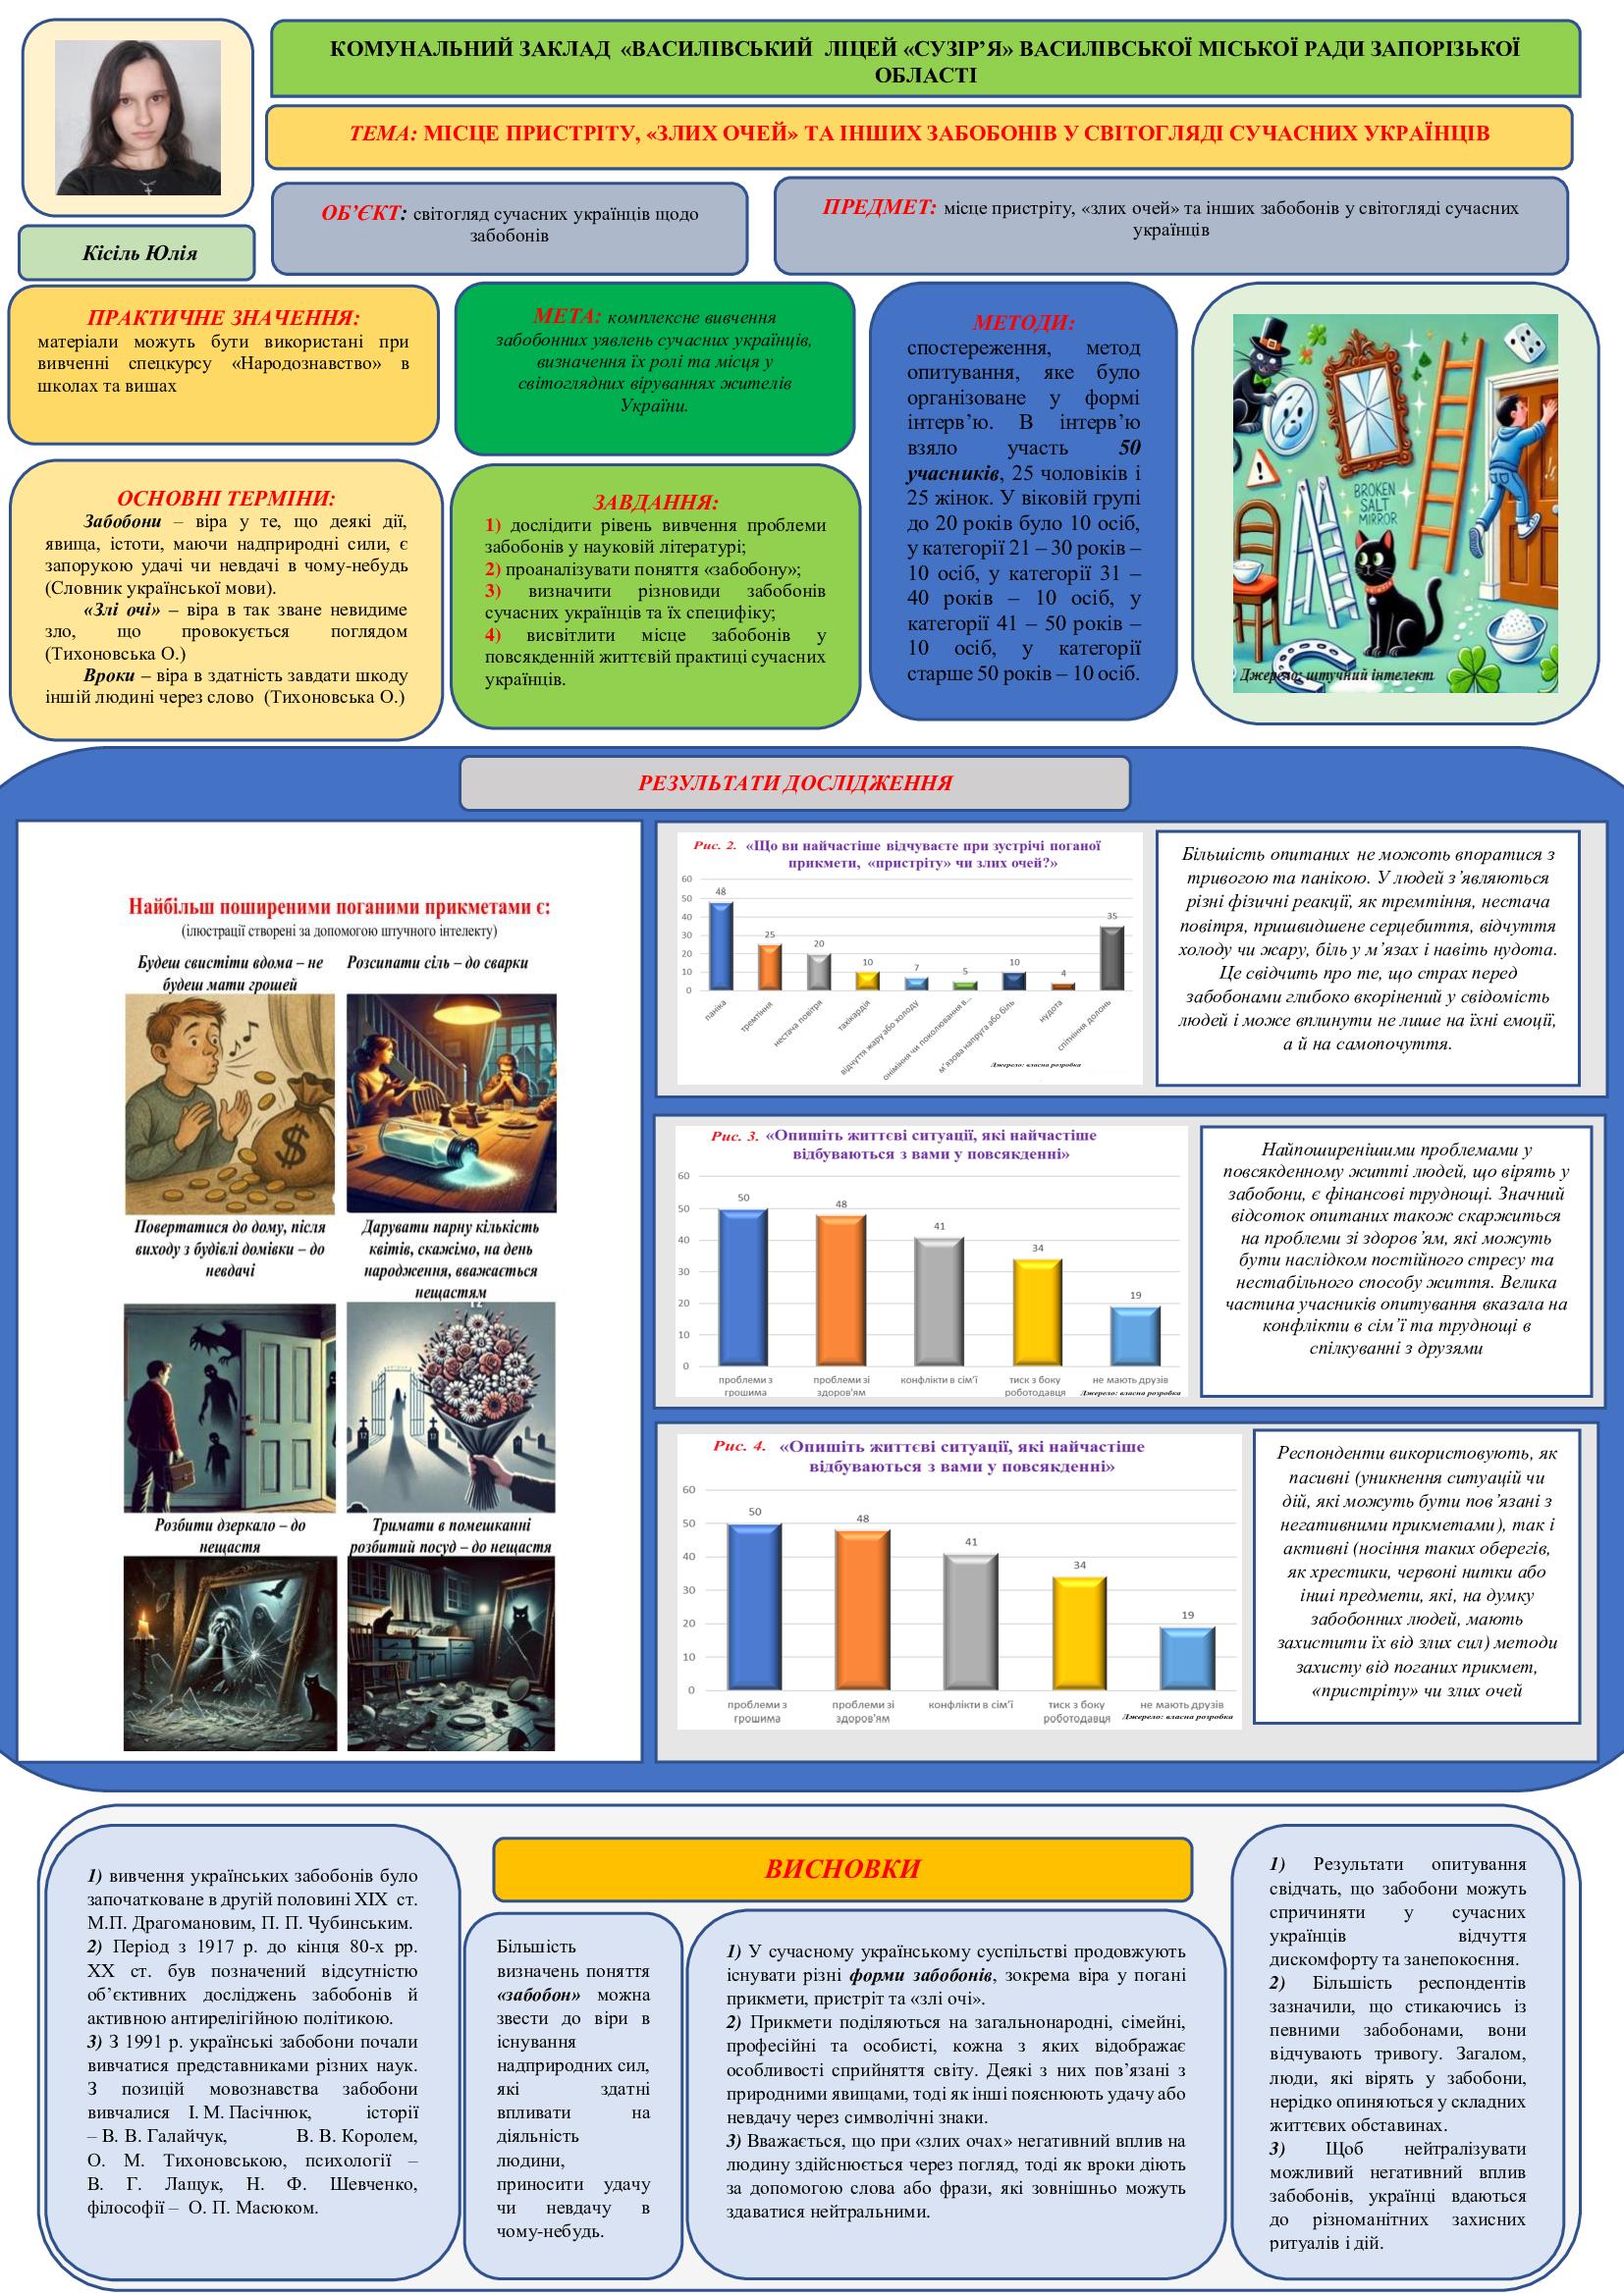 КОМУНАЛЬНИЙ ЗАКЛАД «ВАСИЛІВСЬКИЙ ЛІЦЕЙ «СУЗІР’Я» ВАСИЛІВСЬКОЇ МІСЬКОЇ РАДИ ЗАПОРІЗЬКОЇ
ОБЛАСТІ
ТЕМА: МІСЦЕ ПРИСТРІТУ, «ЗЛИХ ОЧЕЙ» ТА ІНШИХ ЗАБОБОНІВ У СВІТОГЛЯДІ СУЧАСНИХ УКРАЇНЦІВ
ОБ’ЄКТ: світогляд сучасних українців щодо
забобонів
ПРЕДМЕТ: місце пристріту, «злих очей» та інших забобонів у світогляді сучасних
українців
Кісіль Юлія
ПРАКТИЧНЕ ЗНАЧЕННЯ:
матеріали можуть бути використані при
вивченні спецкурсу «Народознавство» в
школах та вишах
МЕТА: комплексне вивчення
забобонних уявлень сучасних українців,
визначення їх ролі та місця у
світоглядних віруваннях жителів
України.
МЕТОДИ:
спостереження, метод
опитування, яке було
організоване у формі
інтерв’ю. В інтерв’ю
взяло участь 50
учасників, 25 чоловіків і
25 жінок. У віковій групі
до 20 років було 10 осіб,
у категорії 21 – 30 років –
10 осіб, у категорії 31 –
40 років – 10 осіб, у
категорії 41 – 50 років –
10 осіб, у категорії
старше 50 років – 10 осіб.
BROKEN
SALT
MIRROR
Джерело: штучний інтелект
ОСНОВНІ ТЕРМІНИ:
Забобони – віра у те, що деякі дії,
явища, істоти, маючи надприродні сили, є
запорукою удачі чи невдачі в чому-небудь
(Словник української мови).
«Злі очі» – віра в так зване невидиме
зло, що провокується поглядом
(Тихоновська О.)
Вроки – віра в здатність завдати шкоду
іншій людині через слово (Тихоновська О.)
ЗАВДАННЯ:
1) дослідити рівень вивчення проблеми
забобонів у науковій літературі;
2) проаналізувати поняття «забобону»;
3) визначити різновиди забобонів
сучасних українців та їх специфіку;
4) висвітлити місце забобонів у
повсякденній життєвій практиці сучасних
українців.
РЕЗУЛЬТАТИ ДОСЛІДЖЕННЯ
Найбільш поширеними поганими прикметами є:
(ілюстрації створені за допомогою штучного інтелекту)
Будеш свистіти вдома – не
будеш мати грошей
Розсипати сіль – до сварки
$
Повертатися до дому, після
виходу з будівлі домівки – до
невдачі
Дарувати парну кількість
квітів, скажімо, на день
народження, вважається
нещастям
Розбити дзеркало – до
нещастя
Тримати в помешканні
розбитий посуд – до нещастя
Рис. 2. «Що ви найчастіше відчуваєте при зустрічі поганої
прикмети, «пристріту» чи злих очей?»
60
50
40
30
20
10
0
48
25
20
10
7
5
10
4
35
паніка
тремтіння
нестача повітря
тахікардія
відчуття жару або холоду
оніміння чи поколювання в...
м'язова напруга або біль
нудота
спітніння долонь
Джерело: власна розробка
Більшість опитаних не можоть впоратися з
тривогою та панікою. У людей з’являються
різні фізичні реакції, як тремтіння, нестача
повітря, пришвидшене серцебиття, відчуття
холоду чи жару, біль у м’язах і навіть нудота.
Це свідчить про те, що страх перед
забобонами глибоко вкорінений у свідомість
людей і може вплинути не лише на їхні емоції,
а й на самопочуття.
Рис. 3. «Опишіть життєві ситуації, які найчастіше
відбуваються з вами у повсякденні»
60
50
40
30
20
10
0
50
48
41
34
19
проблеми з
грошима
проблеми зі
здоров'ям
конфлікти в сім'ї
тиск з боку
роботодавця
не мають друзів
Джерело: власна розробка
Найпоширенішими проблемами у
повсякденному житті людей, що вірять у
забобони, є фінансові труднощі. Значний
відсоток опитаних також скаржиться
на проблеми зі здоров’ям, які можуть
бути наслідком постійного стресу та
нестабільного способу життя. Велика
частина учасників опитування вказала на
конфлікти в сім’ї та труднощі в
спілкуванні з друзями
Рис. 4. «Опишіть життєві ситуації, які найчастіше
відбуваються з вами у повсякденні»
60
50
40
30
20
10
0
50
48
41
34
19
проблеми з
грошима
проблеми зі
здоров'ям
конфлікти в сім'ї
тиск з боку
роботодавця
не мають друзів
Джерело: власна розробка
Респонденти використовують, як
пасивні (уникнення ситуацій чи
дій, які можуть бути пов’язані з
негативними прикметами), так і
активні (носіння таких оберегів,
як хрестики, червоні нитки або
інші предмети, які, на думку
забобонних людей, мають
захистити їх від злих сил) методи
захисту від поганих прикмет,
«пристріту» чи злих очей
ВИСНОВКИ
1) вивчення українських забобонів було
започатковане в другій половині XIX ст.
М.П. Драгомановим, П. П. Чубинським.
2) Період з 1917 р. до кінця 80-х рр.
ХХ ст. був позначений відсутністю
об’єктивних досліджень забобонів й
активною антирелігійною політикою.
3) З 1991 р. українські забобони почали
вивчатися представниками різних наук.
З позицій мовознавства забобони
вивчалися І. М. Пасічнюк, історії
– В. В. Галайчук, В. В. Королем,
О. М. Тихоновською, психології –
В. Г. Лащук, Н. Ф. Шевченко,
філософії – О. П. Масюком.
Більшість
визначень поняття
«забобон» можна
звести до віри в
існування
надприродних сил,
які здатні
впливати на
діяльність
людини,
приносити удачу
чи невдачу в
чому-небудь.
1) У сучасному українському суспільстві продовжують
існувати різні форми забобонів, зокрема віра у погані
прикмети, пристріт та «злі очі».
2) Прикмети поділяються на загальнонародні, сімейні,
професійні та особисті, кожна з яких відображає
особливості сприйняття світу. Деякі з них пов’язані з
природними явищами, тоді як інші пояснюють удачу або
невдачу через символічні знаки.
3) Вважається, що при «злих очах» негативний вплив на
людину здійснюється через погляд, тоді як вроки діють
за допомогою слова або фрази, які зовнішньо можуть
здаватися нейтральними.
1) Результати опитування
свідчать, що забобони можуть
спричиняти у сучасних
українців відчуття
дискомфорту та занепокоєння.
2) Більшість респондентів
зазначили, що стикаючись із
певними забобонами, вони
відчувають тривогу. Загалом,
люди, які вірять у забобони,
нерідко опиняються у складних
життєвих обставинах.
3) Щоб нейтралізувати
можливий негативний вплив
забобонів, українці вдаються
до різноманітних захисних
ритуалів і дій.